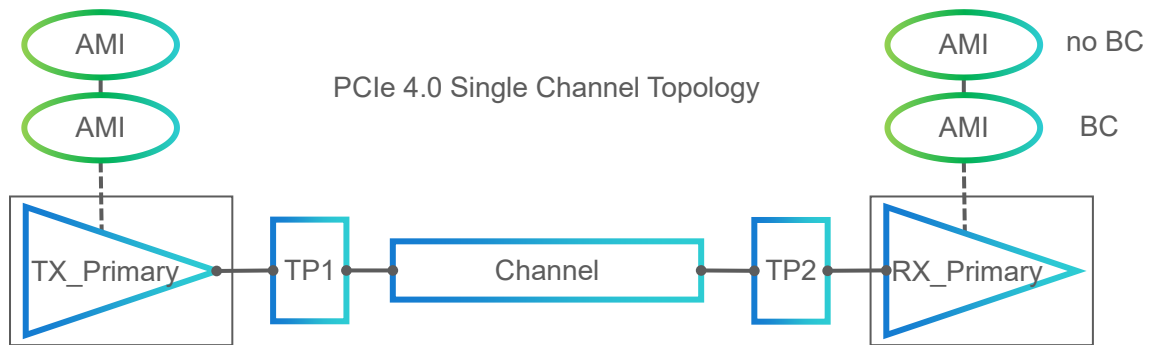 AMI
AMI
no BC
PCIe 4.0 Single Channel Topology
AMI
AMI
BC
TX_Primary
TP1
Channel
TP2
RX_Primary